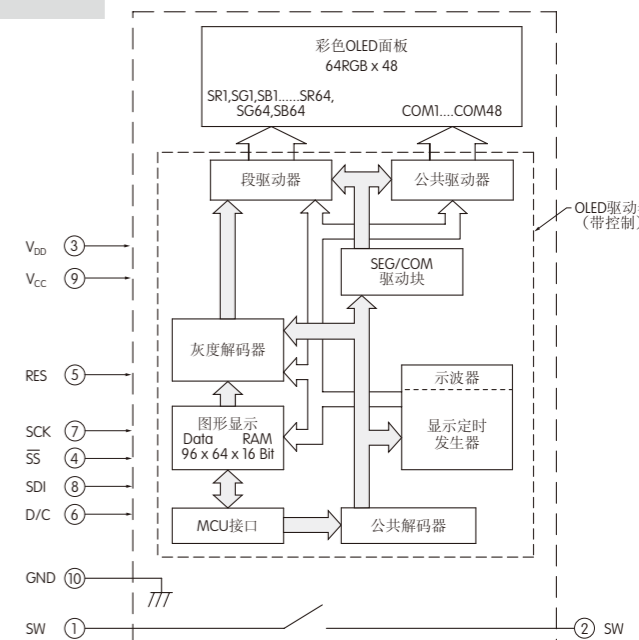 彩色OLED面板
64RGB x 48
SR1,SG1,SB1......SR64,
SG64,SB64
COM1....COM48
段驱动器
公共驱动器
OLED驱动
（带控制）
VDD ③
VCC ⑨
SEG/COM
驱动块
灰度解码器
RES ⑤
示波器
图形显示
Data RAM
96 x 64 x 16 Bit
显示定时
发生器
SCK ⑦
SS ④
SDI ⑧
D/C ⑥
MCU接口
公共解码器
GND ⑩
SW ①
② SW